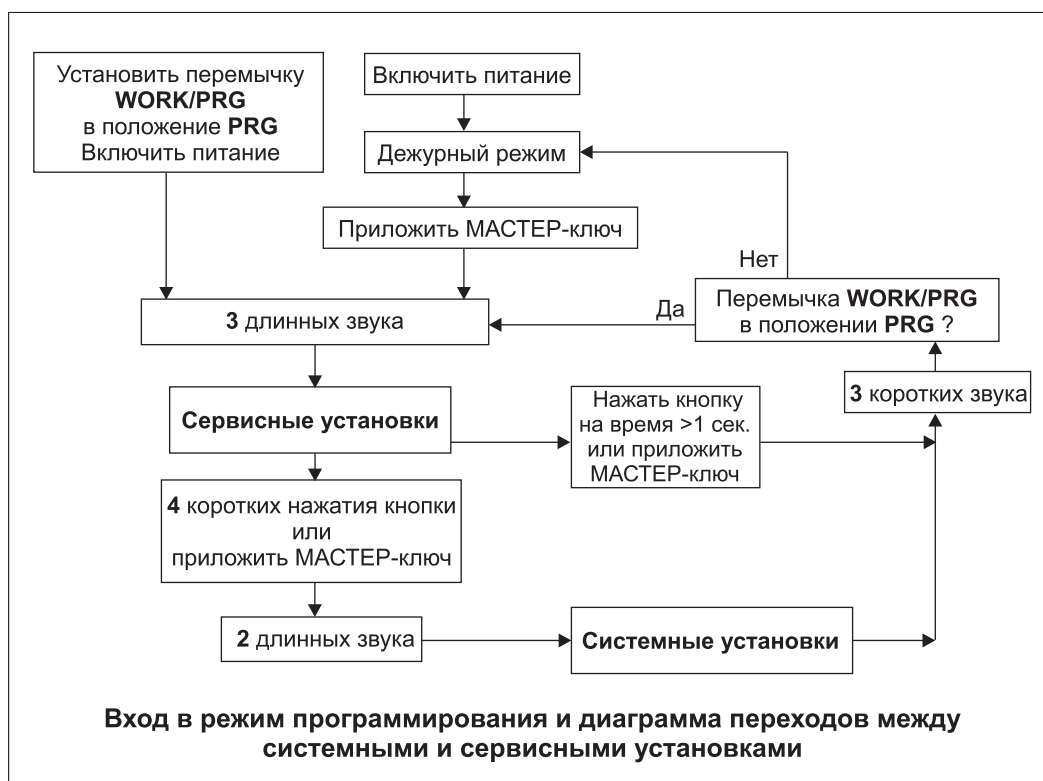 Установить перемычку
WORK/PRG
в положение PRG
Включить питание
Включить питание
Дежурный режим
Приложить МАСТЕР-ключ
Нет
Да
Перемычка WORK/PRG
в положении PRG ?
3 длинных звука
3 коротких звука
Сервисные установки
Нажать кнопку
на время >1 сек.
или приложить
МАСТЕР-ключ
4 коротких нажатия кнопки
или
приложить МАСТЕР-ключ
2 длинных звука
Системные установки
Вход в режим программирования и диаграмма переходов между
системными и сервисными установками